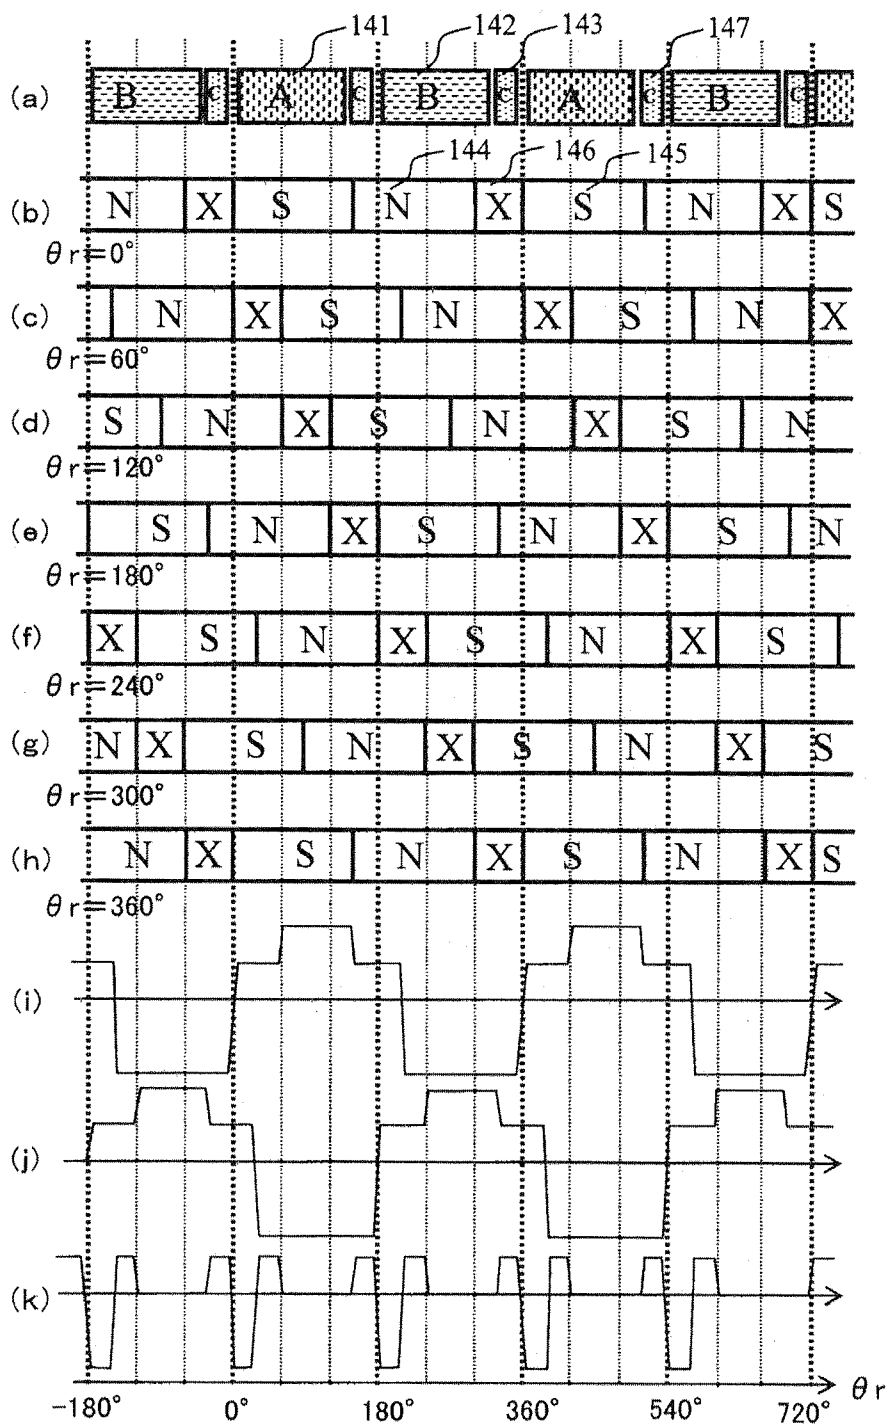 141 142 143 147
(a) B C A C B C A C B C
144 146 145
(b) N X S N X S N X S
θr=0°
(c) N X S N X S N X
θr=60°
(d) S N X S N X S N
θr=120°
(e) S N X S N X S N
θr=180°
(f) X S N X S N X S
θr=240°
(g) N X S N X S N X S
θr=300°
(h) N X S N X S N X S
θr=360°
(i)
(j)
(k)
θr
-180° 0° 180° 360° 540° 720°